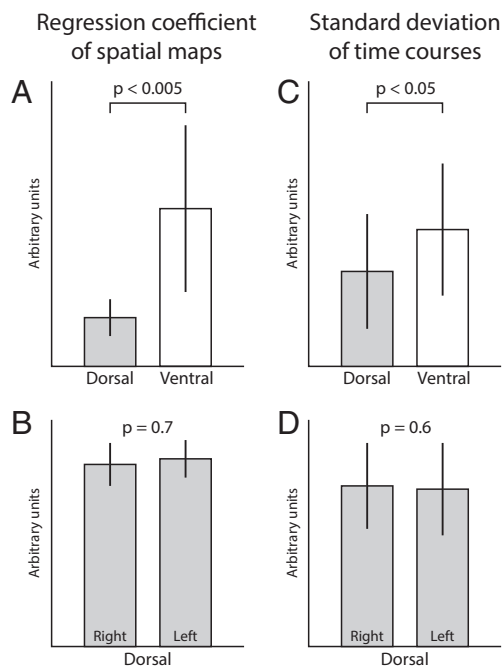 Regression coefficient
of spatial maps
Standard deviation
of time courses
A
p < 0.005
Arbitrary units
Dorsal
Ventral
C
p < 0.05
Arbitrary units
Dorsal
Ventral
B
p = 0.7
Arbitrary units
Right
Left
Dorsal
D
p = 0.6
Arbitrary units
Right
Left
Dorsal